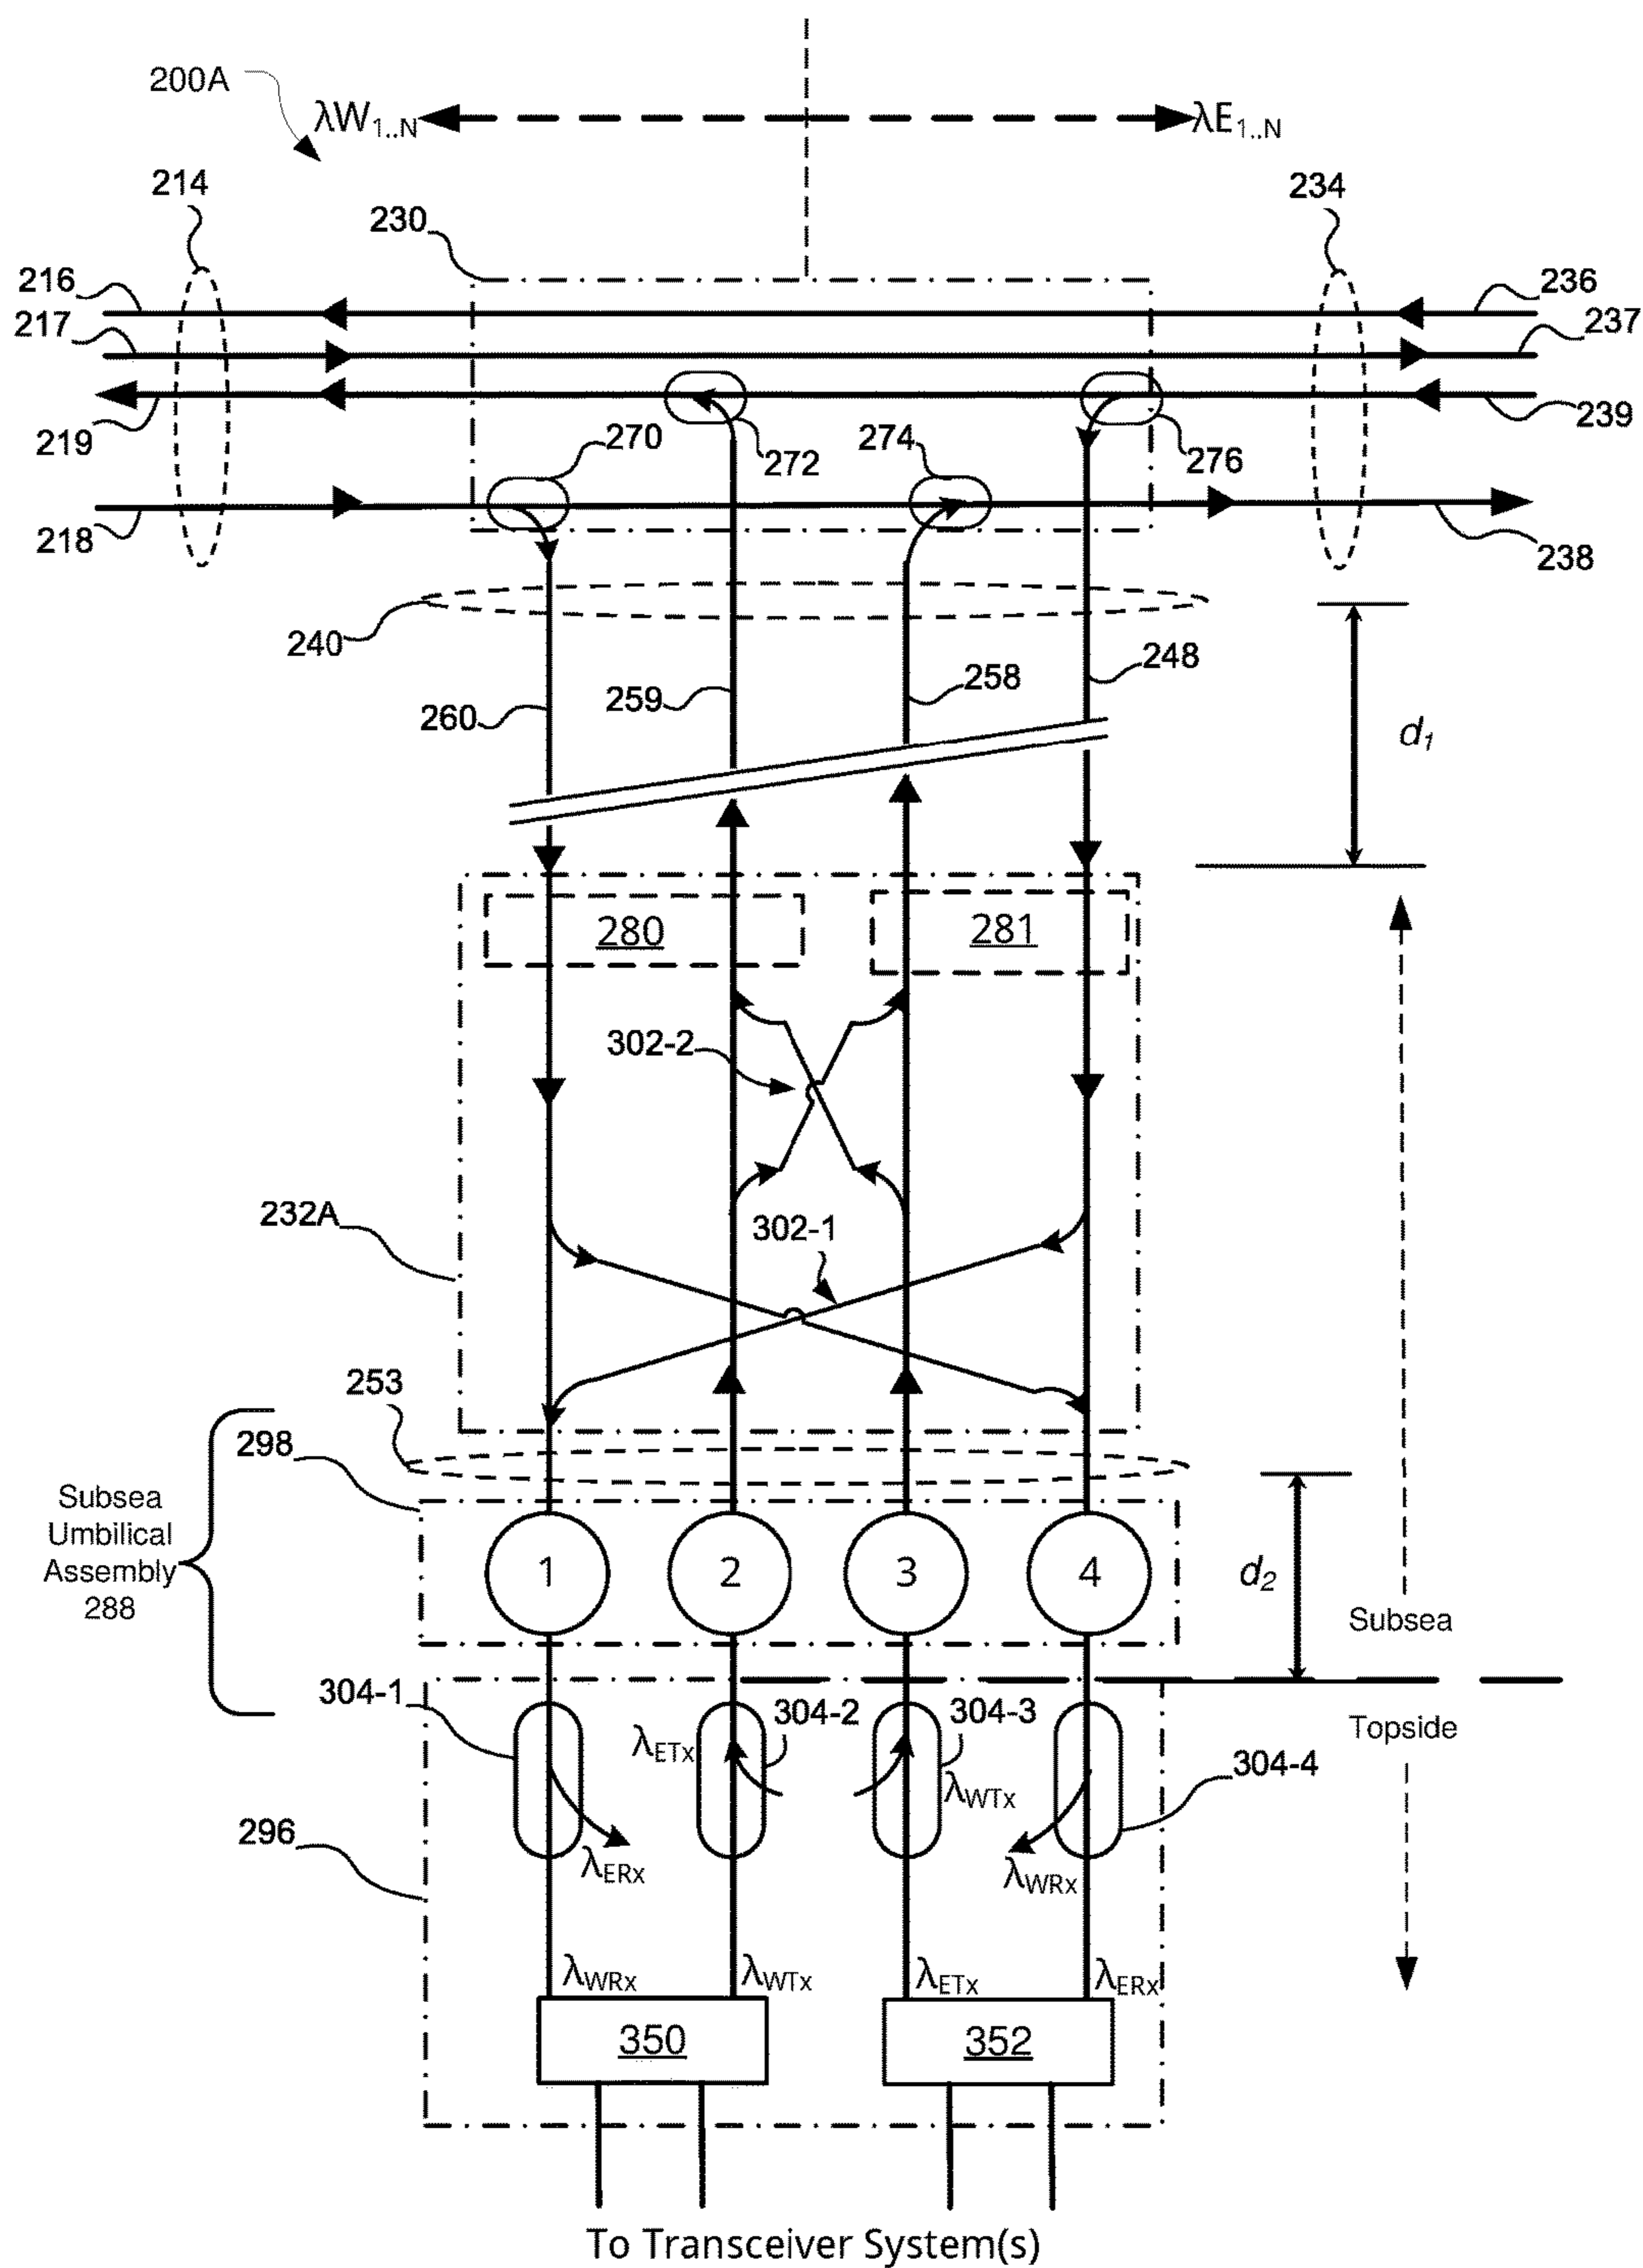 200A
λW1..N
λE1..N
214
234
230
216
236
217
237
219
239
270
272
274
276
218
238
240
248
260
259
258
d1
280
281
302-2
232A
302-1
253
298
Subsea
Umbilical
Assembly
288
1
2
3
4
d2
Subsea
304-1
304-2
304-3
Topside
λETx
λWTx
304-4
296
λERx
λWRx
λWRx
λWTx
λETx
λERx
350
352
To Transceiver System(s)